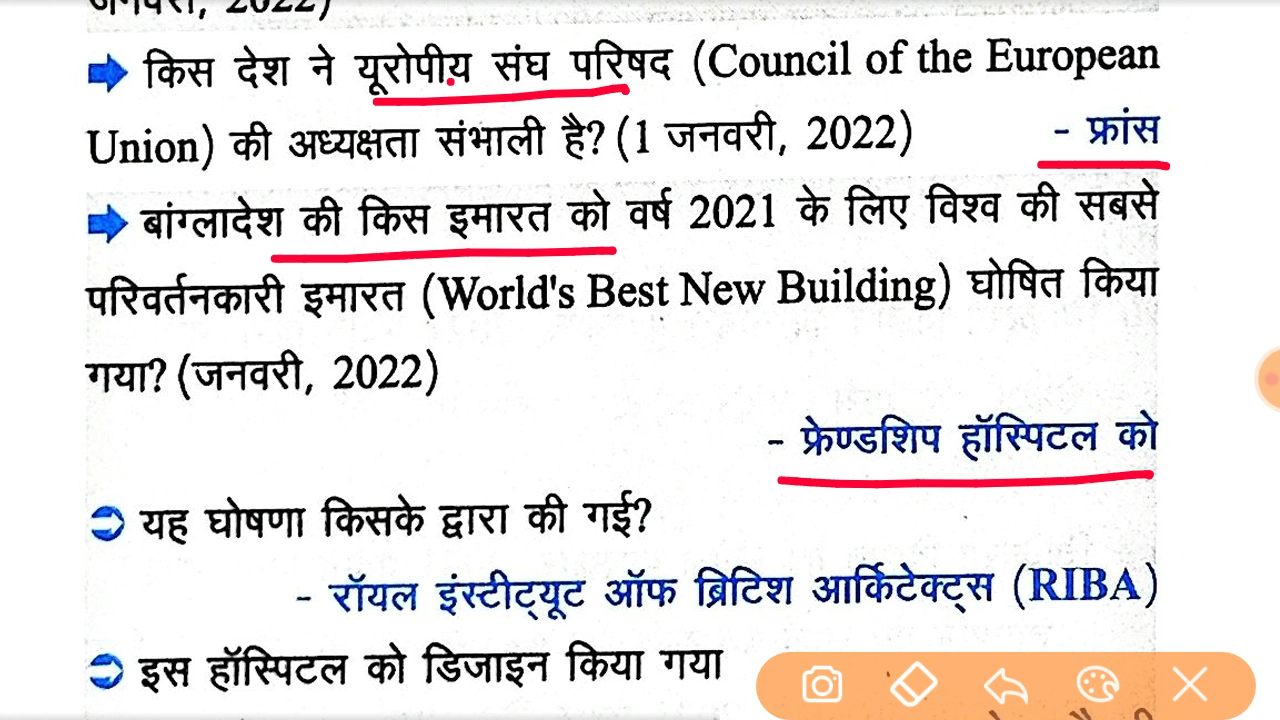 जनवरी, 2022)
किस देश ने यूरोपीय संघ परिषद (Council of the European
Union) की अध्यक्षता संभाली है? (1 जनवरी, 2022) - फ्रांस
बांग्लादेश की किस इमारत को वर्ष 2021 के लिए विश्व की सबसे
परिवर्तनकारी इमारत (World's Best New Building) घोषित किया
गया? (जनवरी, 2022)
- फ्रेण्डशिप हॉस्पिटल को
यह घोषणा किसके द्वारा की गई?
- रॉयल इंस्टीट्यूट ऑफ ब्रिटिश आर्किटेक्ट्स (RIBA)
इस हॉस्पिटल को डिजाइन किया गया